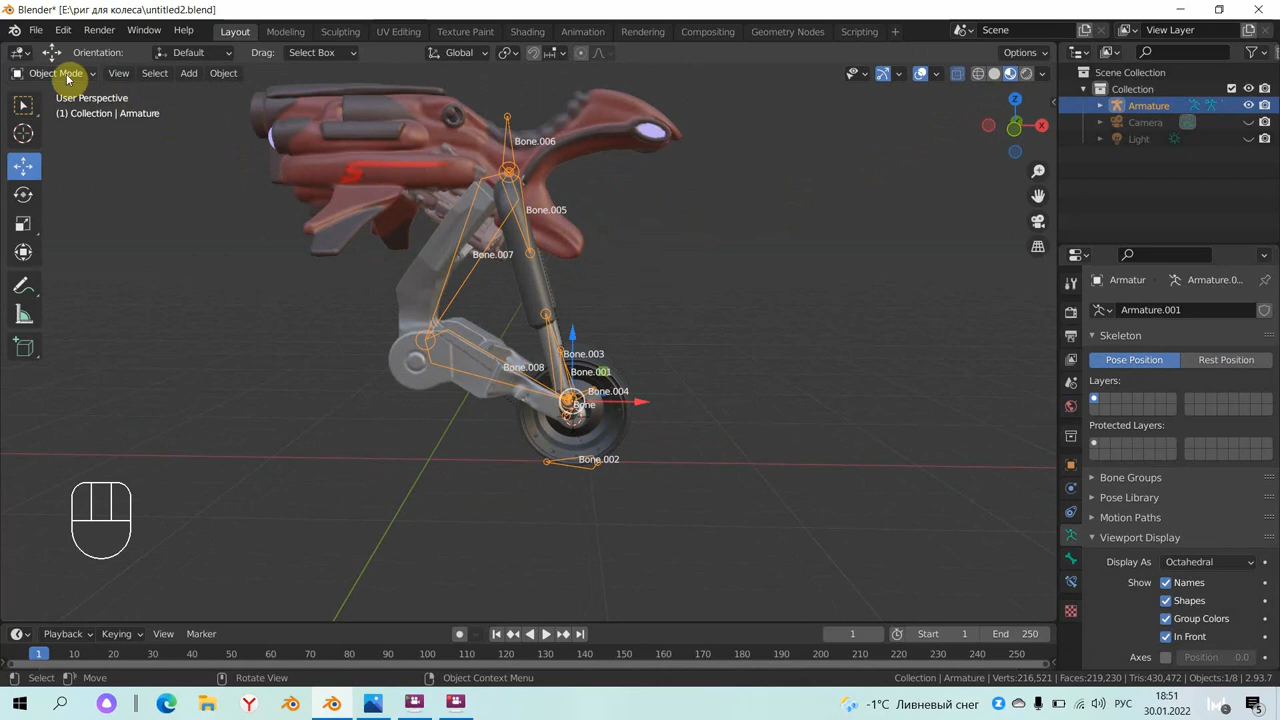 Blender* [E:\риг для колеса\untitled2.blend]
File Edit Render Window Help Layout Modeling Sculpting UV Editing Texture Paint Shading Animation Rendering Compositing Geometry Nodes Scripting + Scene View Layer
Orientation: Default Drag: Select Box Global Options
Object Mode View Select Add Object
User Perspective
(1) Collection | Armature
Bone.006
Bone.005
Bone.007
Bone.003
Bone.008
Bone.001
Bone.004
Bone
Bone.002
S
X
Z
Scene Collection
Collection
Armature
Camera
Light
Armatur Armature.0...
Armature.001
Skeleton
Pose Position Rest Position
Layers:
Protected Layers:
Bone Groups
Pose Library
Motion Paths
Viewport Display
Display As Octahedral
Show Names
Shapes
Group Colors
In Front
Axes Position 0.0
Playback Keying View Marker 1 Start 1 End 250
1 10 20 30 40 50 60 70 80 90 100 110 120 130 140 150 160 170 180 190 200 210 220 230 240 250
Select Move Rotate View Object Context Menu Collection | Armature | Verts:216,521 | Faces:219,230 | Tris:430,472 | Objects:1/8 | 2.93.7
-1°C Ливневый снег РУС 18:51
30.01.2022
5